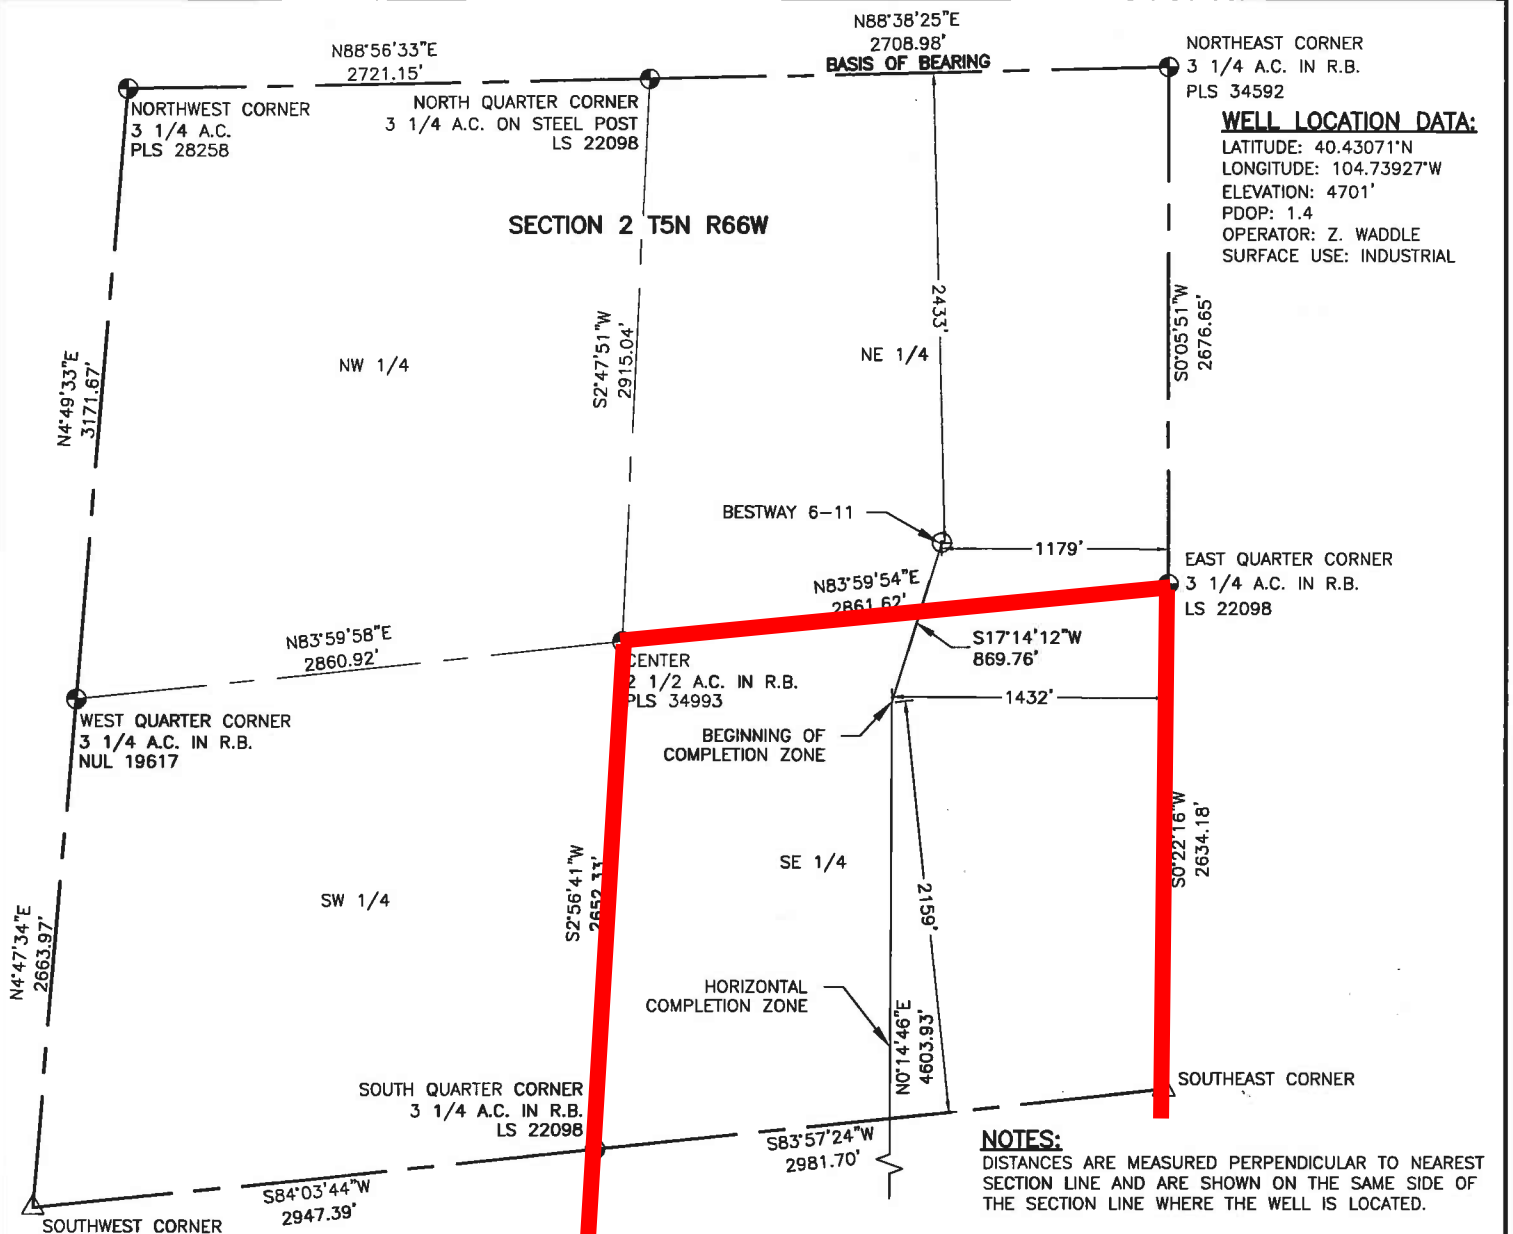 N88°38'25"E
2708.98'
BASIS OF BEARING
N88°56'33"E
2721.15'
NORTHEAST CORNER
3 1/4 A.C. IN R.B.
PLS 34592
NORTHWEST CORNER
3 1/4 A.C.
PLS 28258
NORTH QUARTER CORNER
3 1/4 A.C. ON STEEL POST
LS 22098
WELL LOCATION DATA:
LATITUDE: 40.43071°N
LONGITUDE: 104.73927°W
ELEVATION: 4701'
PDOP: 1.4
OPERATOR: Z. WADDLE
SURFACE USE: INDUSTRIAL
SECTION 2 T5N R66W
N4°49'33"E
3171.67'
NW 1/4
S2°47'51"W
2915.04'
NE 1/4
2433'
S0°05'51"W
2676.65'
BESTWAY 6-11
1179'
EAST QUARTER CORNER
3 1/4 A.C. IN R.B.
LS 22098
N83°59'54"E
2861.62'
N83°59'58"E
2860.92'
S17°14'12"W
869.76'
CENTER
2 1/2 A.C. IN R.B.
PLS 34993
1432'
WEST QUARTER CORNER
3 1/4 A.C. IN R.B.
NUL 19617
BEGINNING OF
COMPLETION ZONE
N4°47'34"E
2663.97'
SW 1/4
S2°56'41"W
2652.33'
SE 1/4
2159'
S0°22'16"W
2634.18'
HORIZONTAL
COMPLETION ZONE
N0°14'46"E
4603.93'
SOUTH QUARTER CORNER
3 1/4 A.C. IN R.B.
LS 22098
SOUTHEAST CORNER
S83°57'24"W
2981.70'
S84°03'44"W
2947.39'
SOUTHWEST CORNER
NOTES:
DISTANCES ARE MEASURED PERPENDICULAR TO NEAREST
SECTION LINE AND ARE SHOWN ON THE SAME SIDE OF
THE SECTION LINE WHERE THE WELL IS LOCATED.